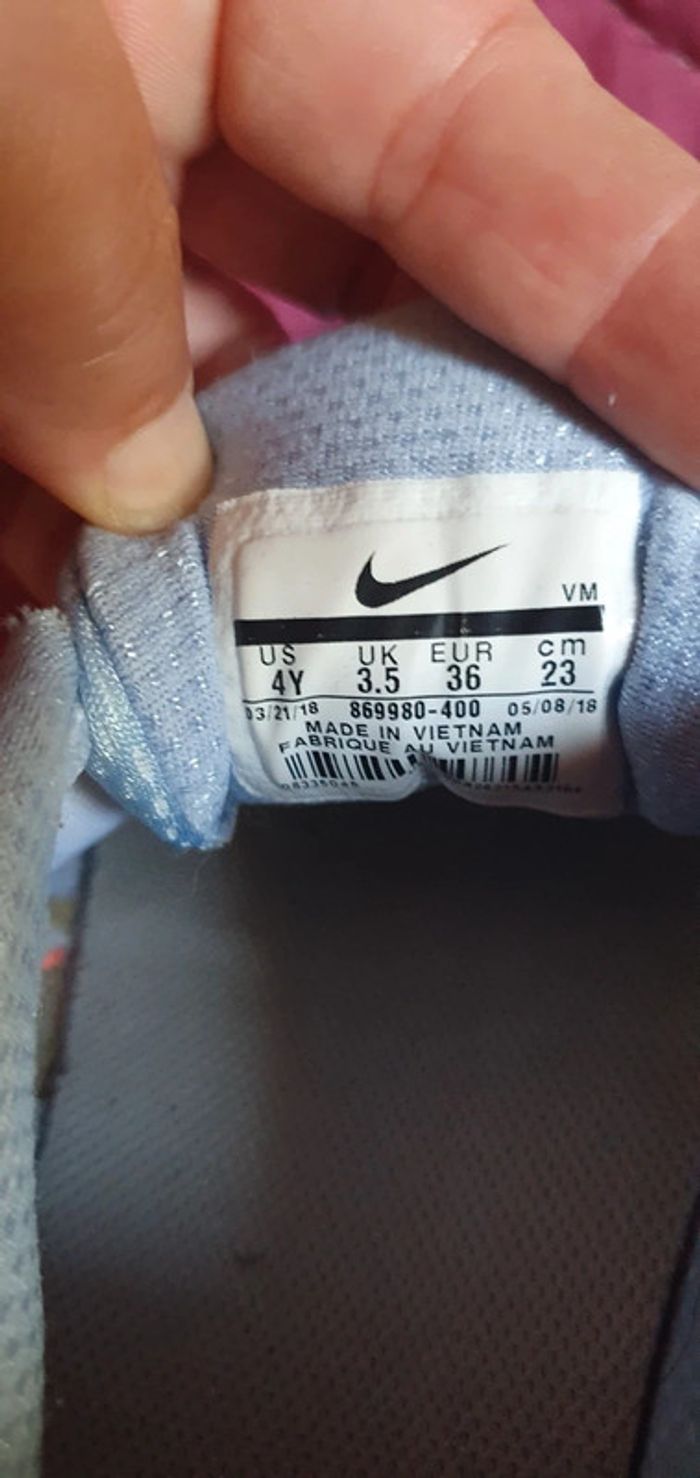 VM
US UK EUR cm
4Y 3.5 36 23
03/21/18 869980-400 05/08/18
MADE IN VIETNAM
FABRIQUE AU VIETNAM